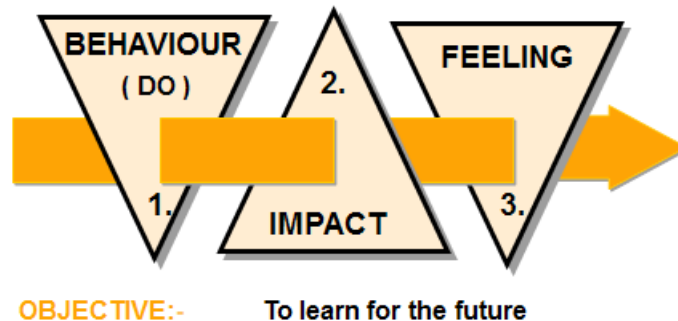 BEHAVIOUR
( DO )
1.
2.
IMPACT
FEELING
3.
OBJECTIVE:- To learn for the future